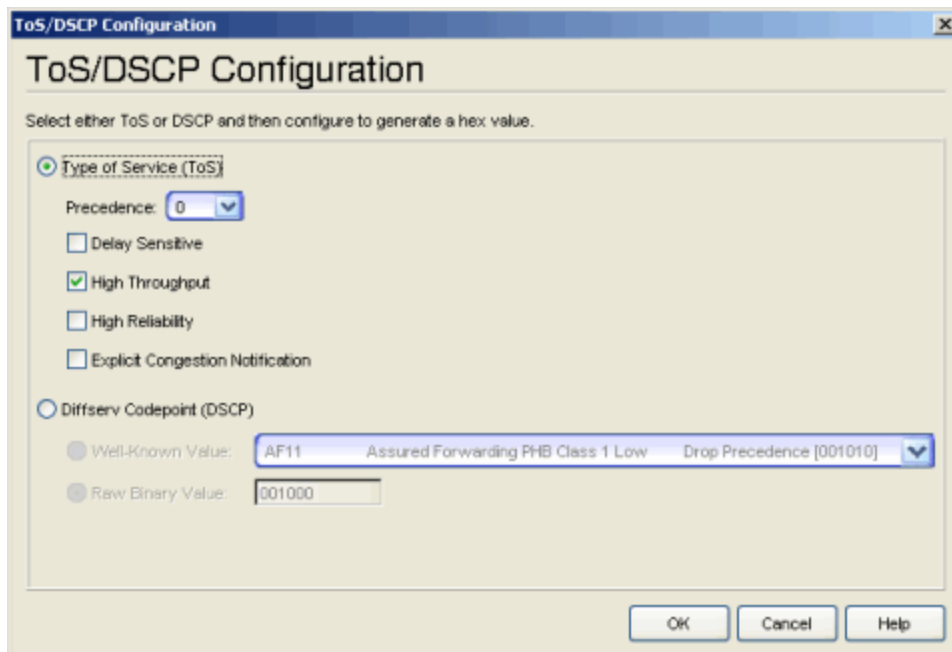 ToS/DSCP Configuration
ToS/DSCP Configuration
Select either ToS or DSCP and then configure to generate a hex value.
Type of Service (ToS)
Precedence: 0
Delay Sensitive
High Throughput
High Reliability
Explicit Congestion Notification
Diffserv Codepoint (DSCP)
Well-Known Value: AF11 Assured Forwarding PHB Class 1 Low Drop Precedence [001010]
Raw Binary Value: 001000
OK Cancel Help